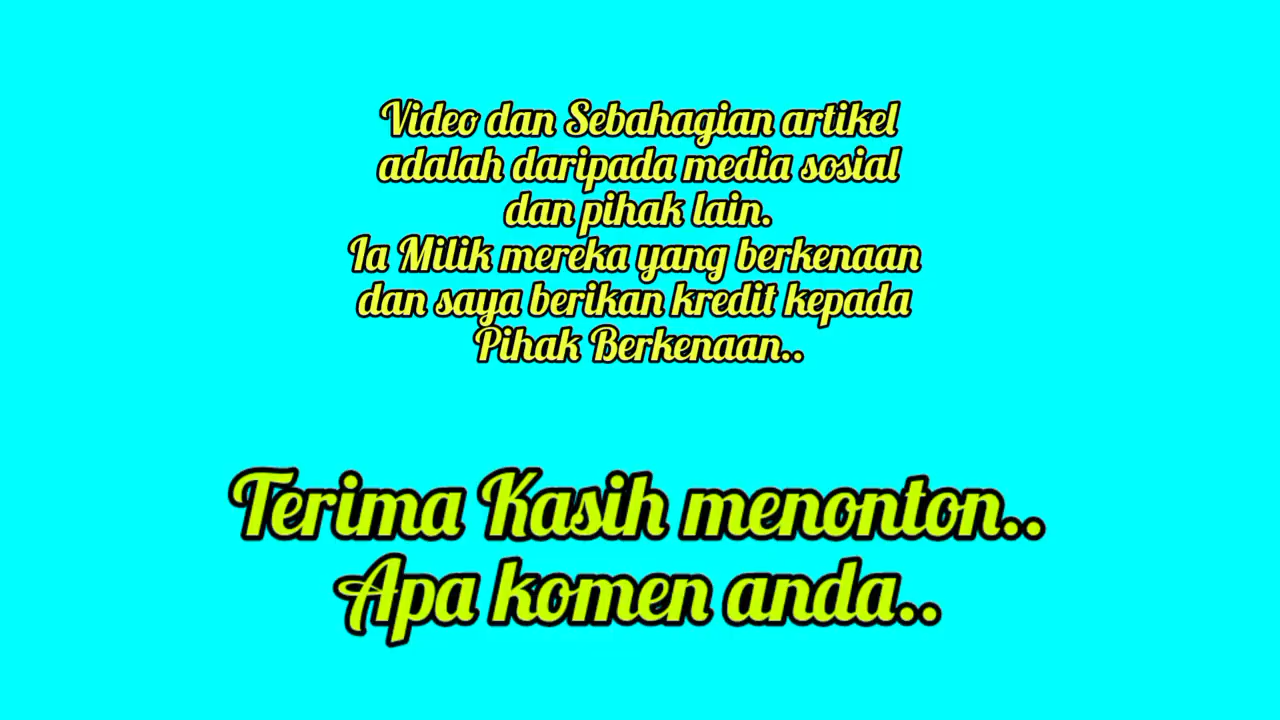 Video dan Sebahagian artikel
adalah daripada media sosial
dan pihak lain.
Ia Milik mereka yang berkenaan
dan saya berikan kredit kepada
Pihak Berkenaan..
Terima Kasih menonton..
Apa komen anda..